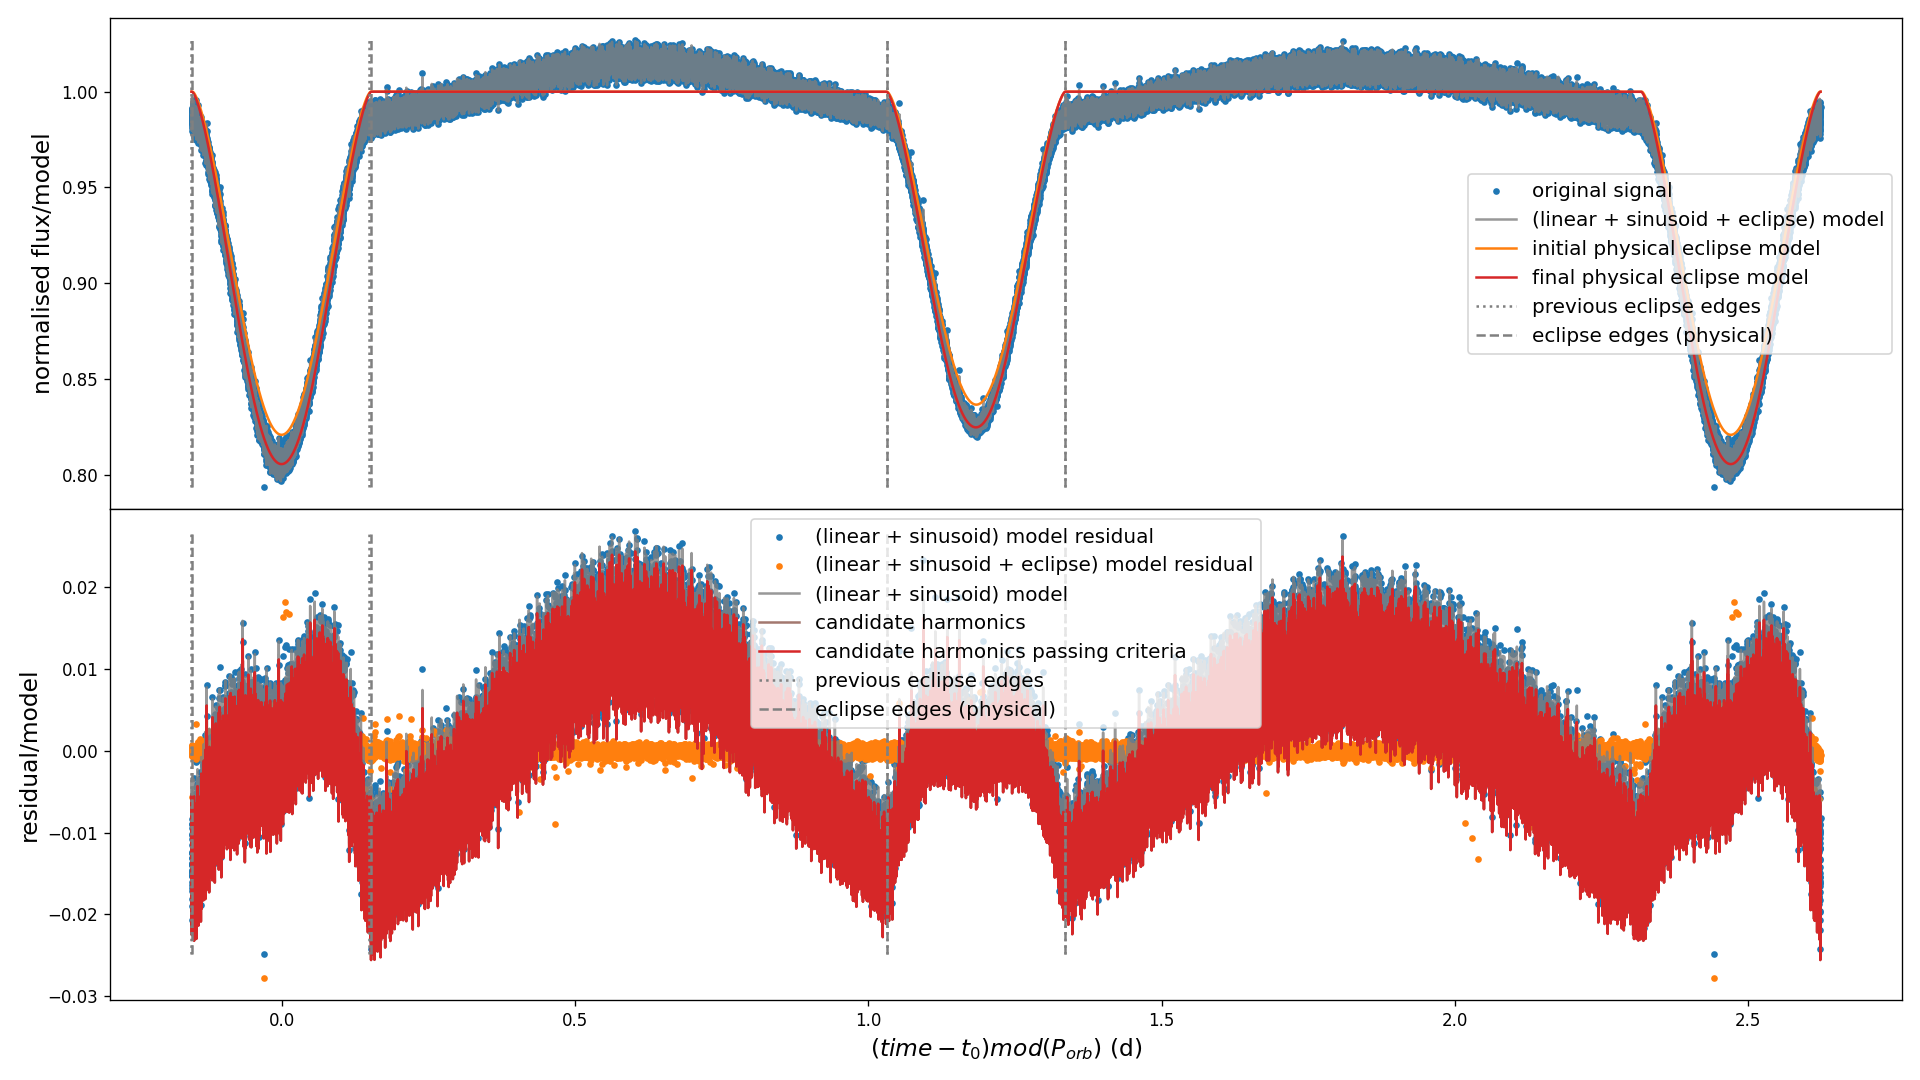 normalised flux/model
1.00
0.95
0.90
0.85
0.80
original signal
(linear + sinusoid + eclipse) model
initial physical eclipse model
final physical eclipse model
previous eclipse edges
eclipse edges (physical)
residual/model
0.02
0.01
0.00
−0.01
−0.02
−0.03
(linear + sinusoid) model residual
(linear + sinusoid + eclipse) model residual
(linear + sinusoid) model
candidate harmonics
candidate harmonics passing criteria
previous eclipse edges
eclipse edges (physical)
0.0 0.5 1.0 1.5 2.0 2.5
(time − t₀)mod(P_orb) (d)